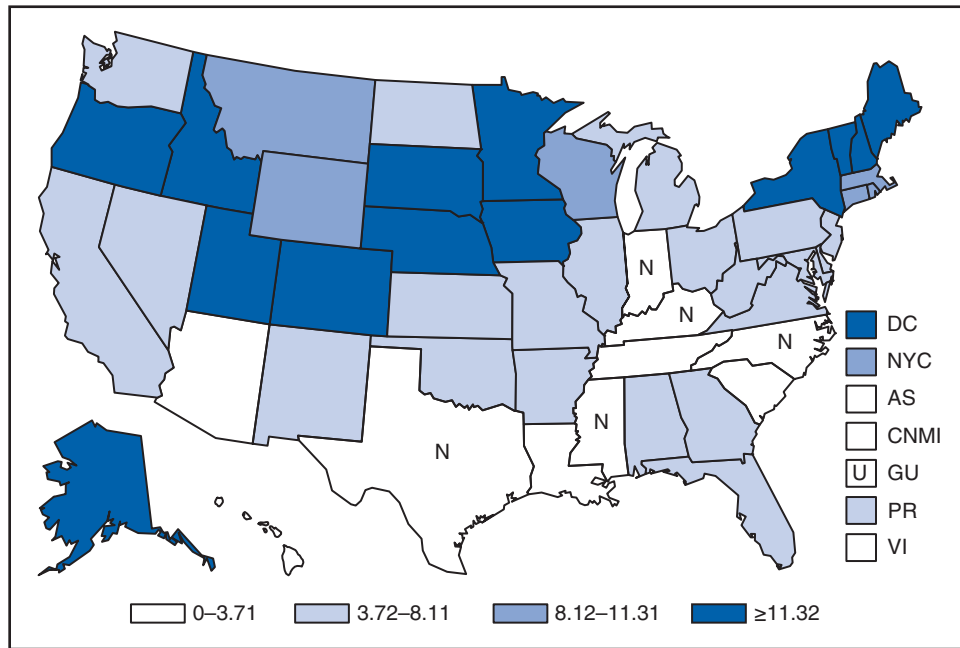 N
N
N
N
N
DC
NYC
AS
CNMI
U GU
PR
VI
0–3.71 3.72–8.11 8.12–11.31 ≥11.32